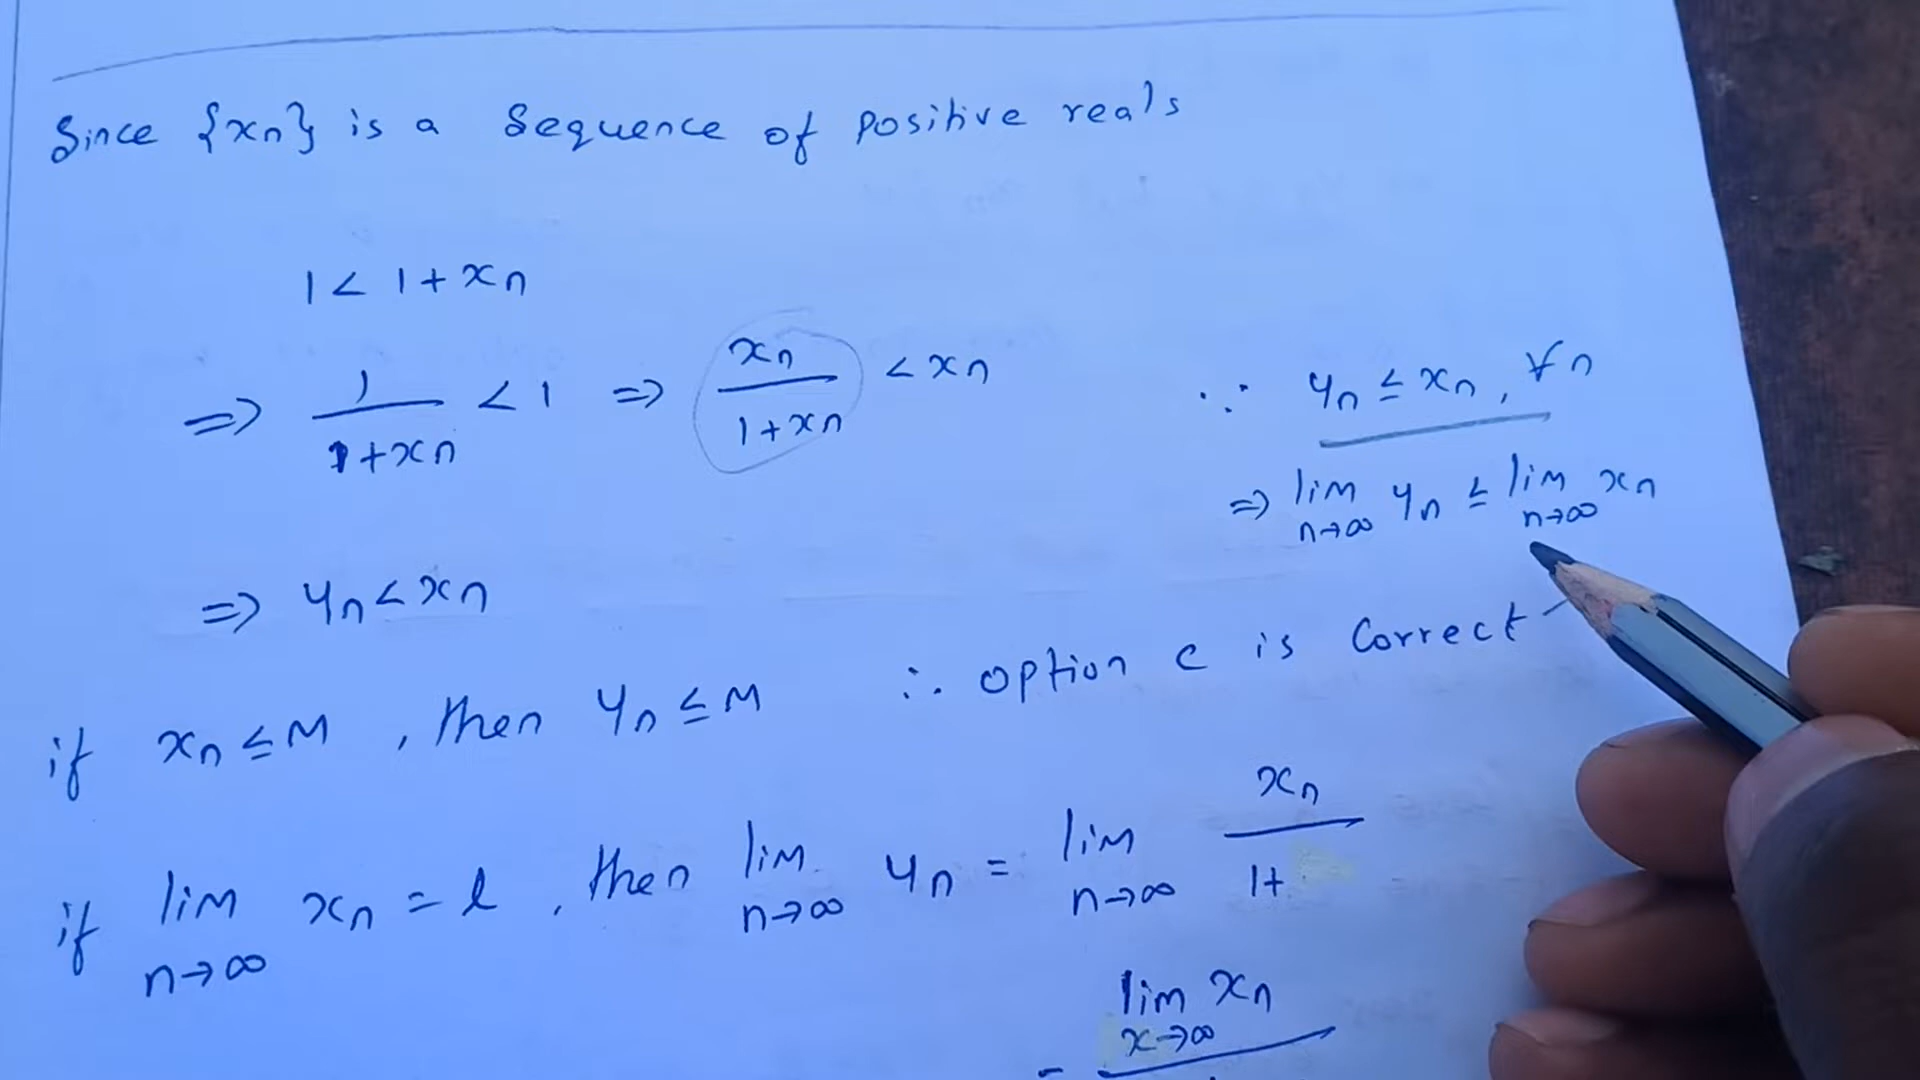 Since {xn} is a Sequence of positive reals
1 < 1 + xn
=> 1/(1+xn) < 1 => xn/(1+xn) < xn
∵ yn ≤ xn, ∀n
=> lim n→∞ yn ≤ lim n→∞ xn
=> yn < xn
if xn ≤ M, then yn ≤ M
∴ option c is correct
if lim n→∞ xn = l, then lim n→∞ yn = lim n→∞ xn/1+
= lim x→∞ xn